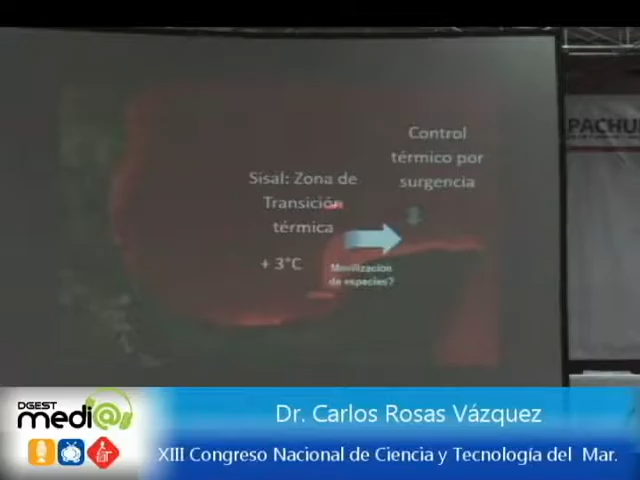 Control
térmico por
surgencia
Sisal: Zona de
Transición
térmica
+ 3°C
Movilización
de especies?
DGEST
medi@
Dr. Carlos Rosas Vázquez
XIII Congreso Nacional de Ciencia y Tecnología del Mar.